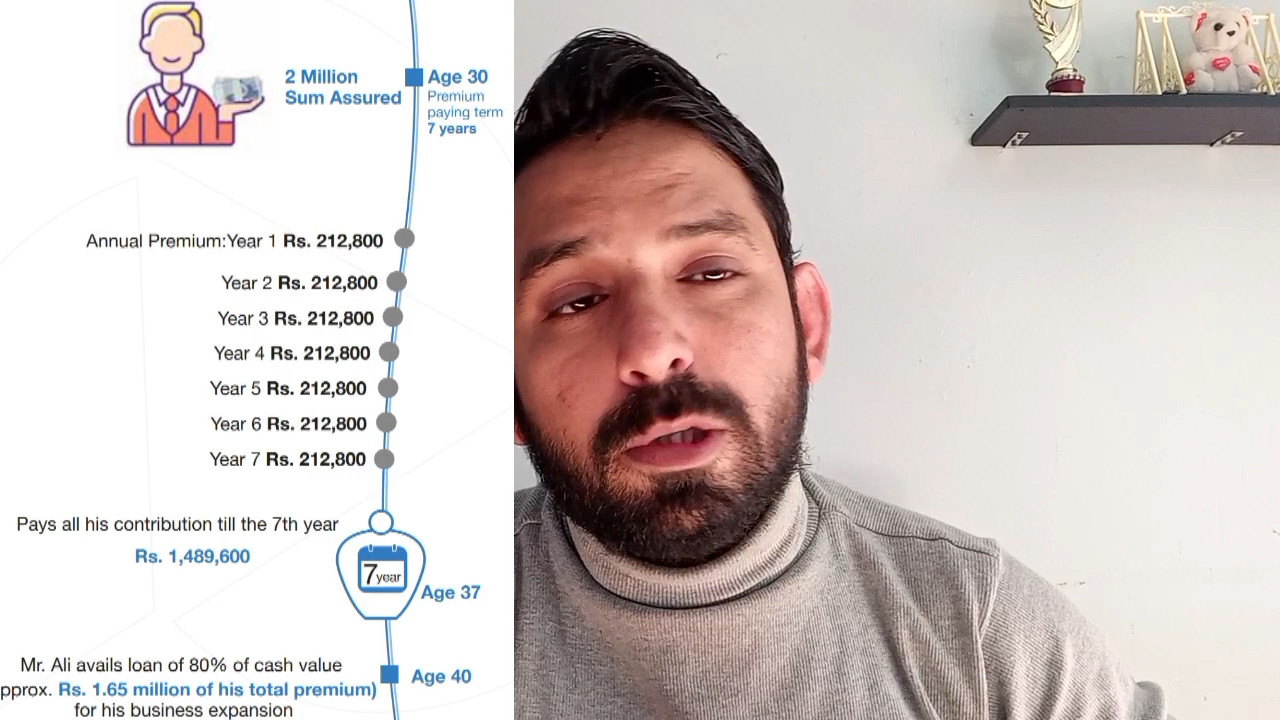 2 Million
Sum Assured
Age 30
Premium
paying term
7 years
Annual Premium:Year 1 Rs. 212,800
Year 2 Rs. 212,800
Year 3 Rs. 212,800
Year 4 Rs. 212,800
Year 5 Rs. 212,800
Year 6 Rs. 212,800
Year 7 Rs. 212,800
Pays all his contribution till the 7th year
Rs. 1,489,600
7year
Age 37
Mr. Ali avails loan of 80% of cash value
Age 40
pprox. Rs. 1.65 million of his total premium)
for his business expansion